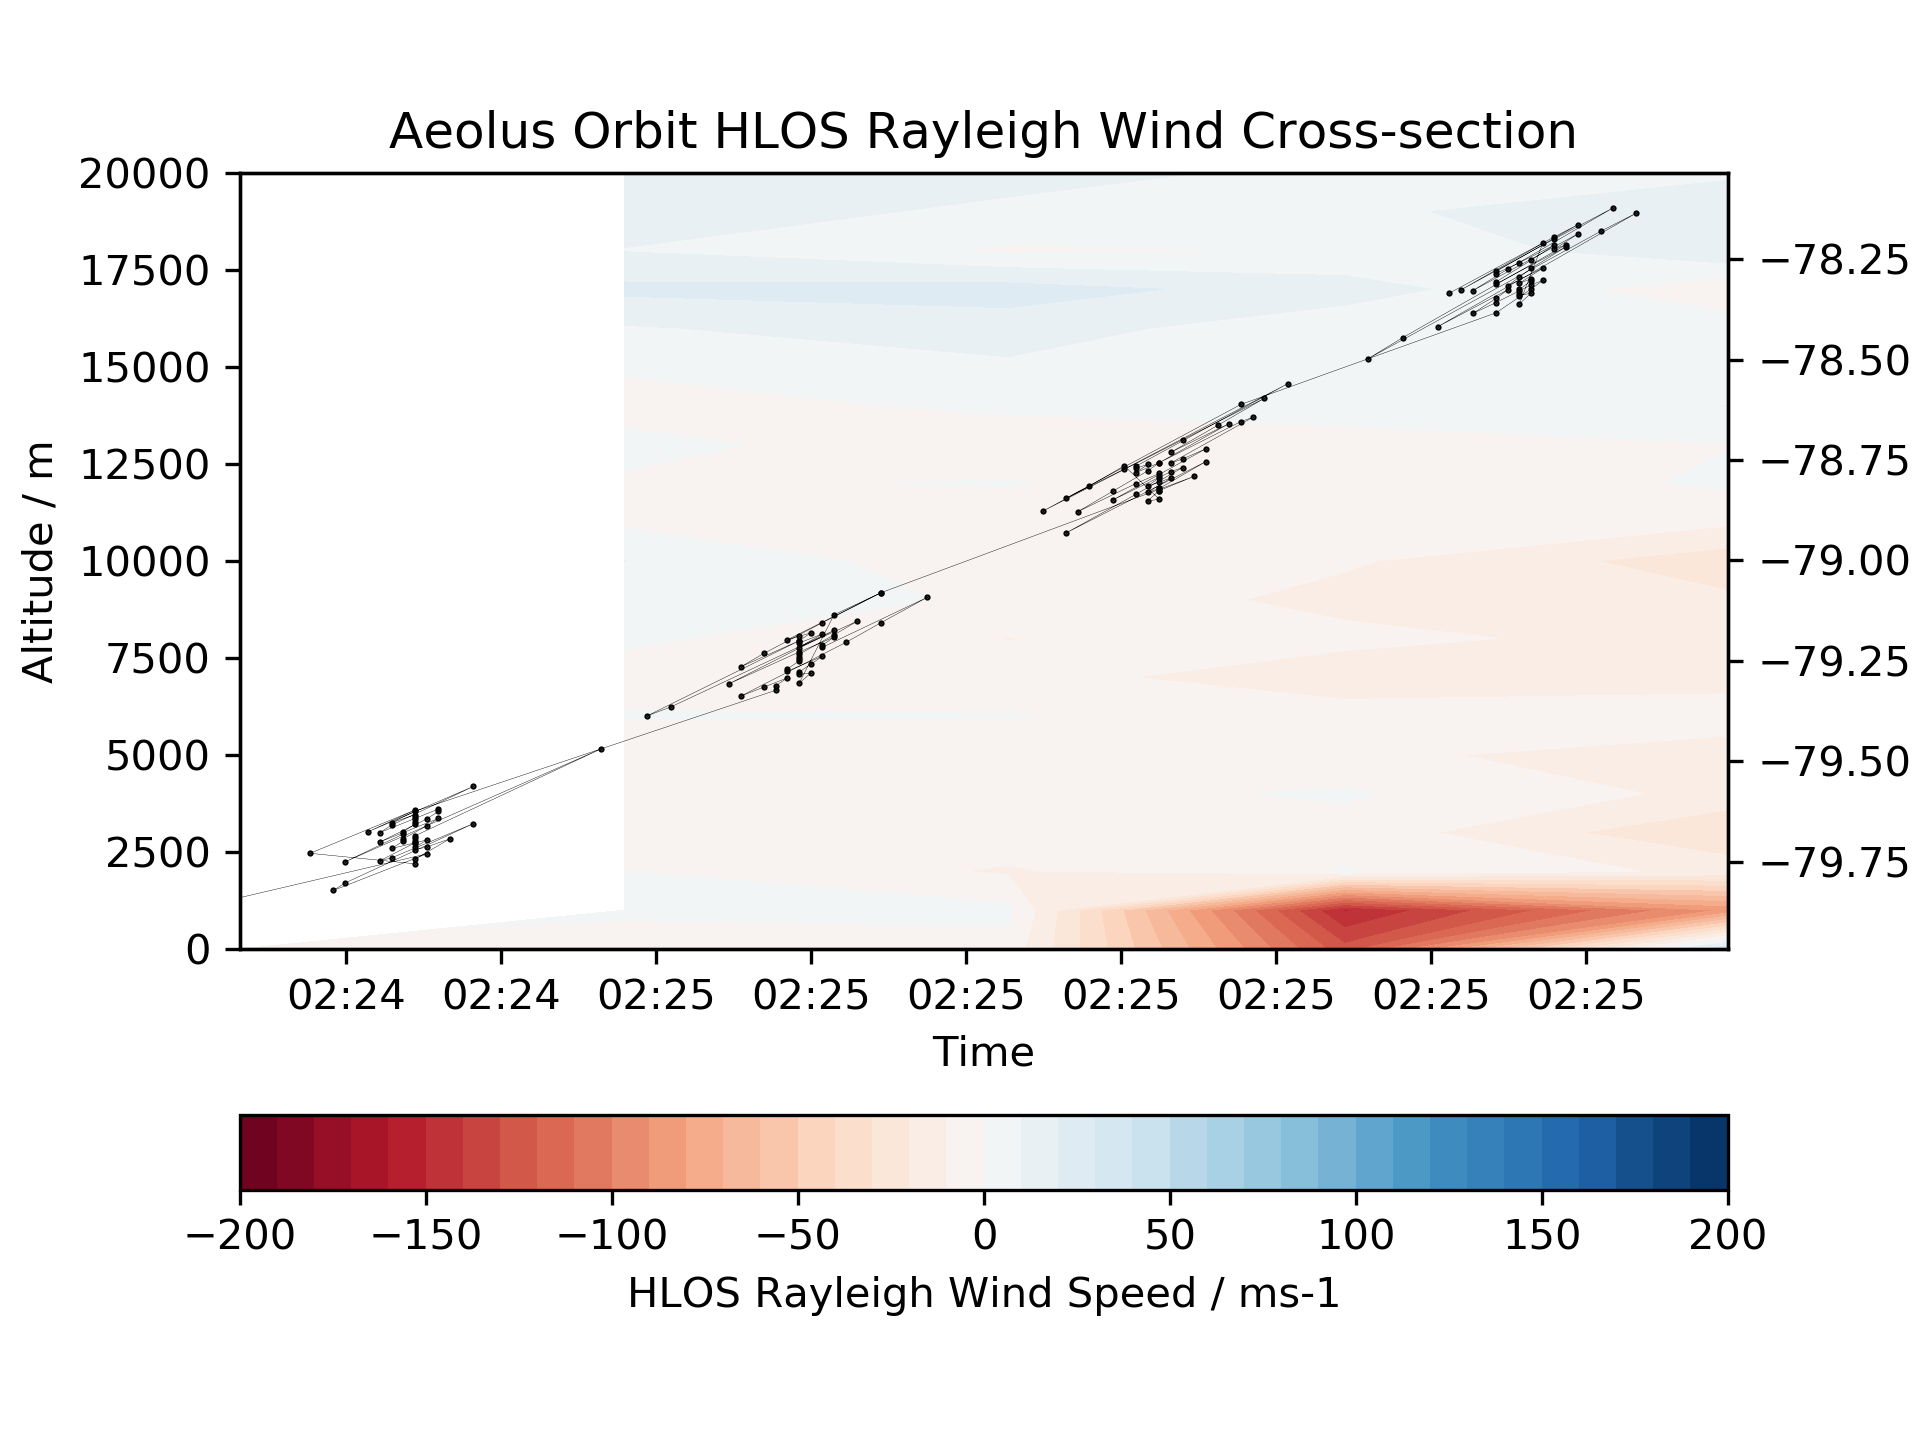 Aeolus Orbit HLOS Rayleigh Wind Cross-section
20000
17500
15000
12500
10000
7500
5000
2500
0
Altitude / m
−78.25
−78.50
−78.75
−79.00
−79.25
−79.50
−79.75
02:24 02:24 02:25 02:25 02:25 02:25 02:25 02:25 02:25
Time
−200 −150 −100 −50 0 50 100 150 200
HLOS Rayleigh Wind Speed / ms-1